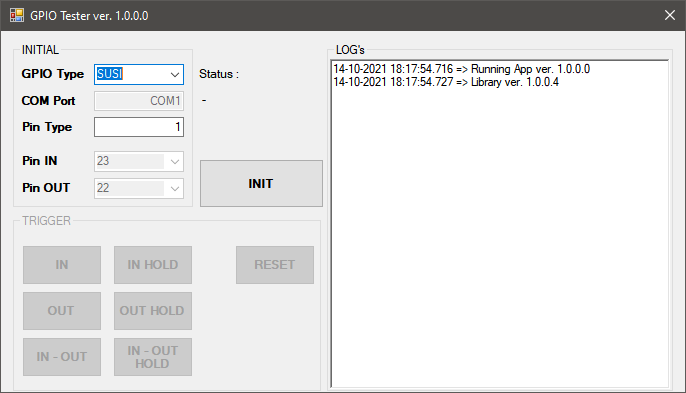 GPIO Tester ver. 1.0.0.0
INITIAL
GPIO Type SUSI Status :
COM Port COM1 -
Pin Type 1
Pin IN 23
Pin OUT 22
INIT
TRIGGER
IN IN HOLD RESET
OUT OUT HOLD
IN - OUT IN - OUT
HOLD
LOG's
14-10-2021 18:17:54.716 => Running App ver. 1.0.0.0
14-10-2021 18:17:54.727 => Library ver. 1.0.0.4